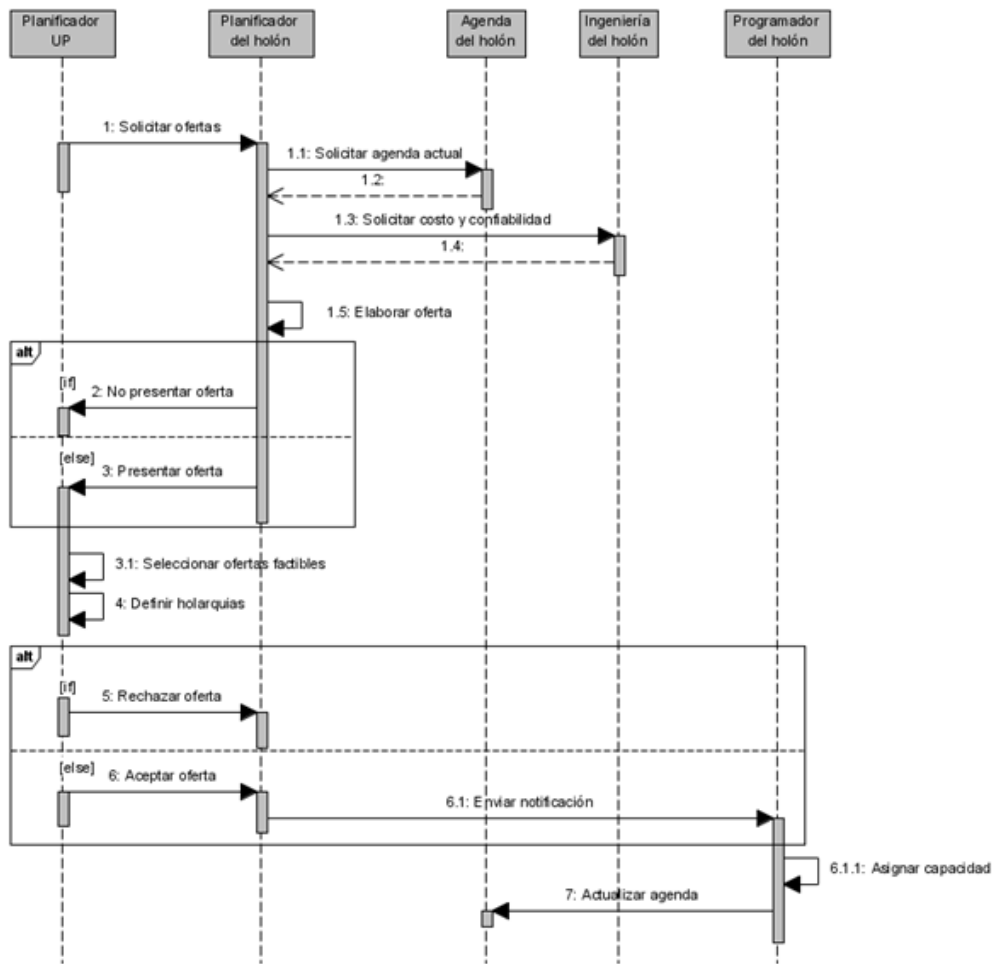 Planificador
UP
Planificador
del holón
Agenda
del holón
Ingeniería
del holón
Programador
del holón
1: Solicitar ofertas
1.1: Solicitar agenda actual
1.2:
1.3: Solicitar costo y confiabilidad
1.4:
1.5: Elaborar oferta
alt
[if]
2: No presentar oferta
[else]
3: Presentar oferta
3.1: Seleccionar ofertas factibles
4: Definir holarquias
alt
[if]
5: Rechazar oferta
[else]
6: Aceptar oferta
6.1: Enviar notificación
6.1.1: Asignar capacidad
7: Actualizar agenda